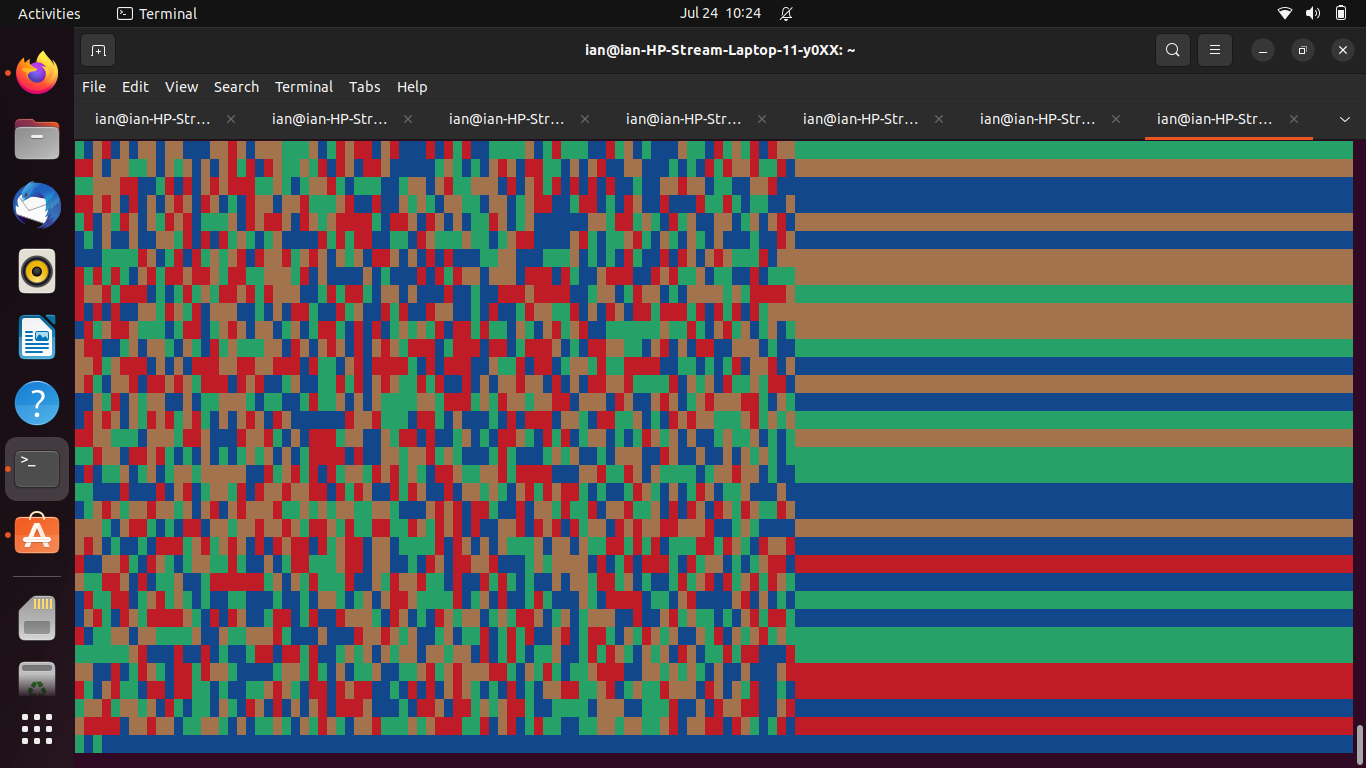 Activities
Terminal
Jul 24 10:24
ian@ian-HP-Stream-Laptop-11-y0XX: ~
File Edit View Search Terminal Tabs Help
ian@ian-HP-Str... ian@ian-HP-Str... ian@ian-HP-Str... ian@ian-HP-Str... ian@ian-HP-Str... ian@ian-HP-Str... ian@ian-HP-Str...